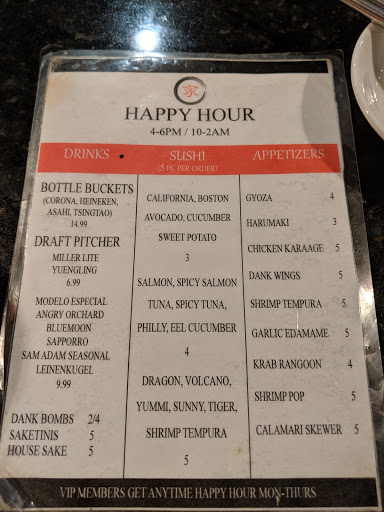 家
HAPPY HOUR
4-6PM / 10-2AM
DRINKS
BOTTLE BUCKETS
(CORONA, HEINEKEN,
ASAHI, TSINGTAO)
14.99
DRAFT PITCHER
MILLER LITE
YUENGLING
6.99
MODELO ESPECIAL
ANGRY ORCHARD
BLUEMOON
SAPPORRO
SAM ADAM SEASONAL
LEINENKUGEL
9.99
DANK BOMBS 2/4
SAKETINIS 5
HOUSE SAKE 5
SUSHI
(5 PC PER ORDER)
CALIFORNIA, BOSTON
AVOCADO, CUCUMBER
SWEET POTATO
3
SALMON, SPICY SALMON
TUNA, SPICY TUNA,
PHILLY, EEL CUCUMBER
4
DRAGON, VOLCANO,
YUMMI, SUNNY, TIGER,
SHRIMP TEMPURA
5
APPETIZERS
GYOZA 4
HARUMAKI 3
CHICKEN KARAAGE 5
DANK WINGS 5
SHRIMP TEMPURA 5
GARLIC EDAMAME 5
KRAB RANGOON 4
SHRIMP POP 5
CALAMARI SKEWER 5
VIP MEMBERS GET ANYTIME HAPPY HOUR MON-THURS